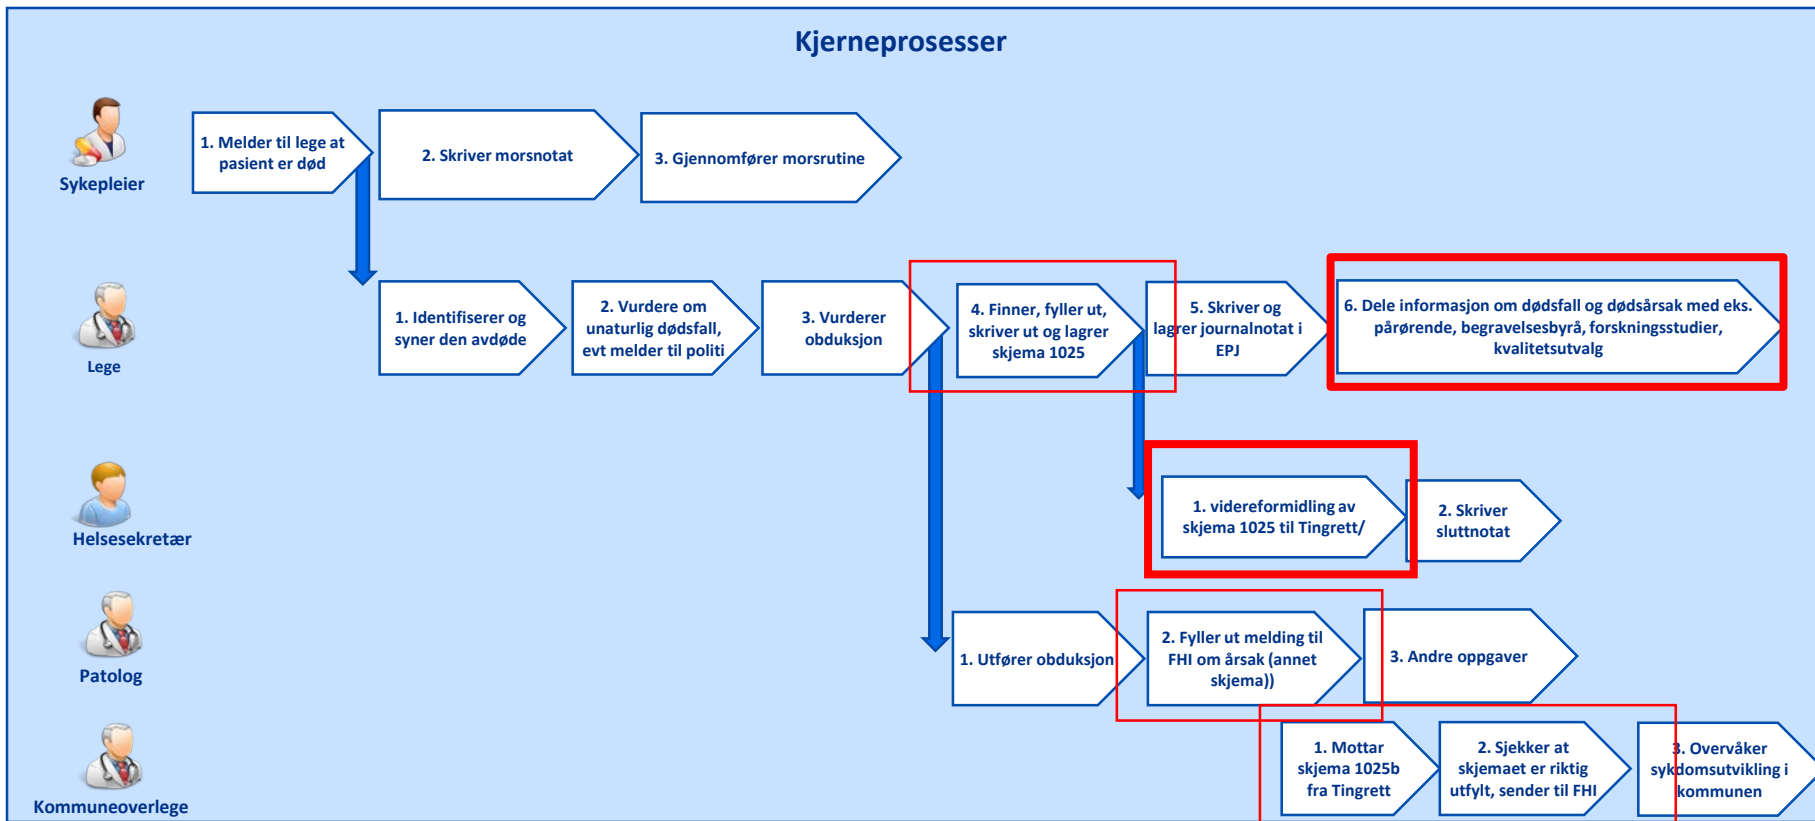 Kjerneprosesser
Sykepleier
1. Melder til lege at
pasient er død
2. Skriver morsnotat
3. Gjennomfører morsrutine
Lege
1. Identifiserer og
syner den avdøde
2. Vurdere om
unaturlig dødsfall,
evt melder til politi
3. Vurderer
obduksjon
4. Finner, fyller ut,
skriver ut og lagrer
skjema 1025
5. Skriver og
lagrer journalnotat i
EPJ
6. Dele informasjon om dødsfall og dødsårsak med eks.
pårørende, begravelsesbyrå, forskningsstudier,
kvalitetsutvalg
Helsesekretær
1. videreformidling av
skjema 1025 til Tingrett/
2. Skriver
sluttnotat
Patolog
1. Utfører obduksjon
2. Fyller ut melding til
FHI om årsak (annet
skjema))
3. Andre oppgaver
Kommuneoverlege
1. Mottar
skjema 1025b
fra Tingrett
2. Sjekker at
skjemaet er riktig
utfylt, sender til FHI
3. Overvåker
sykdomsutvikling i
kommunen